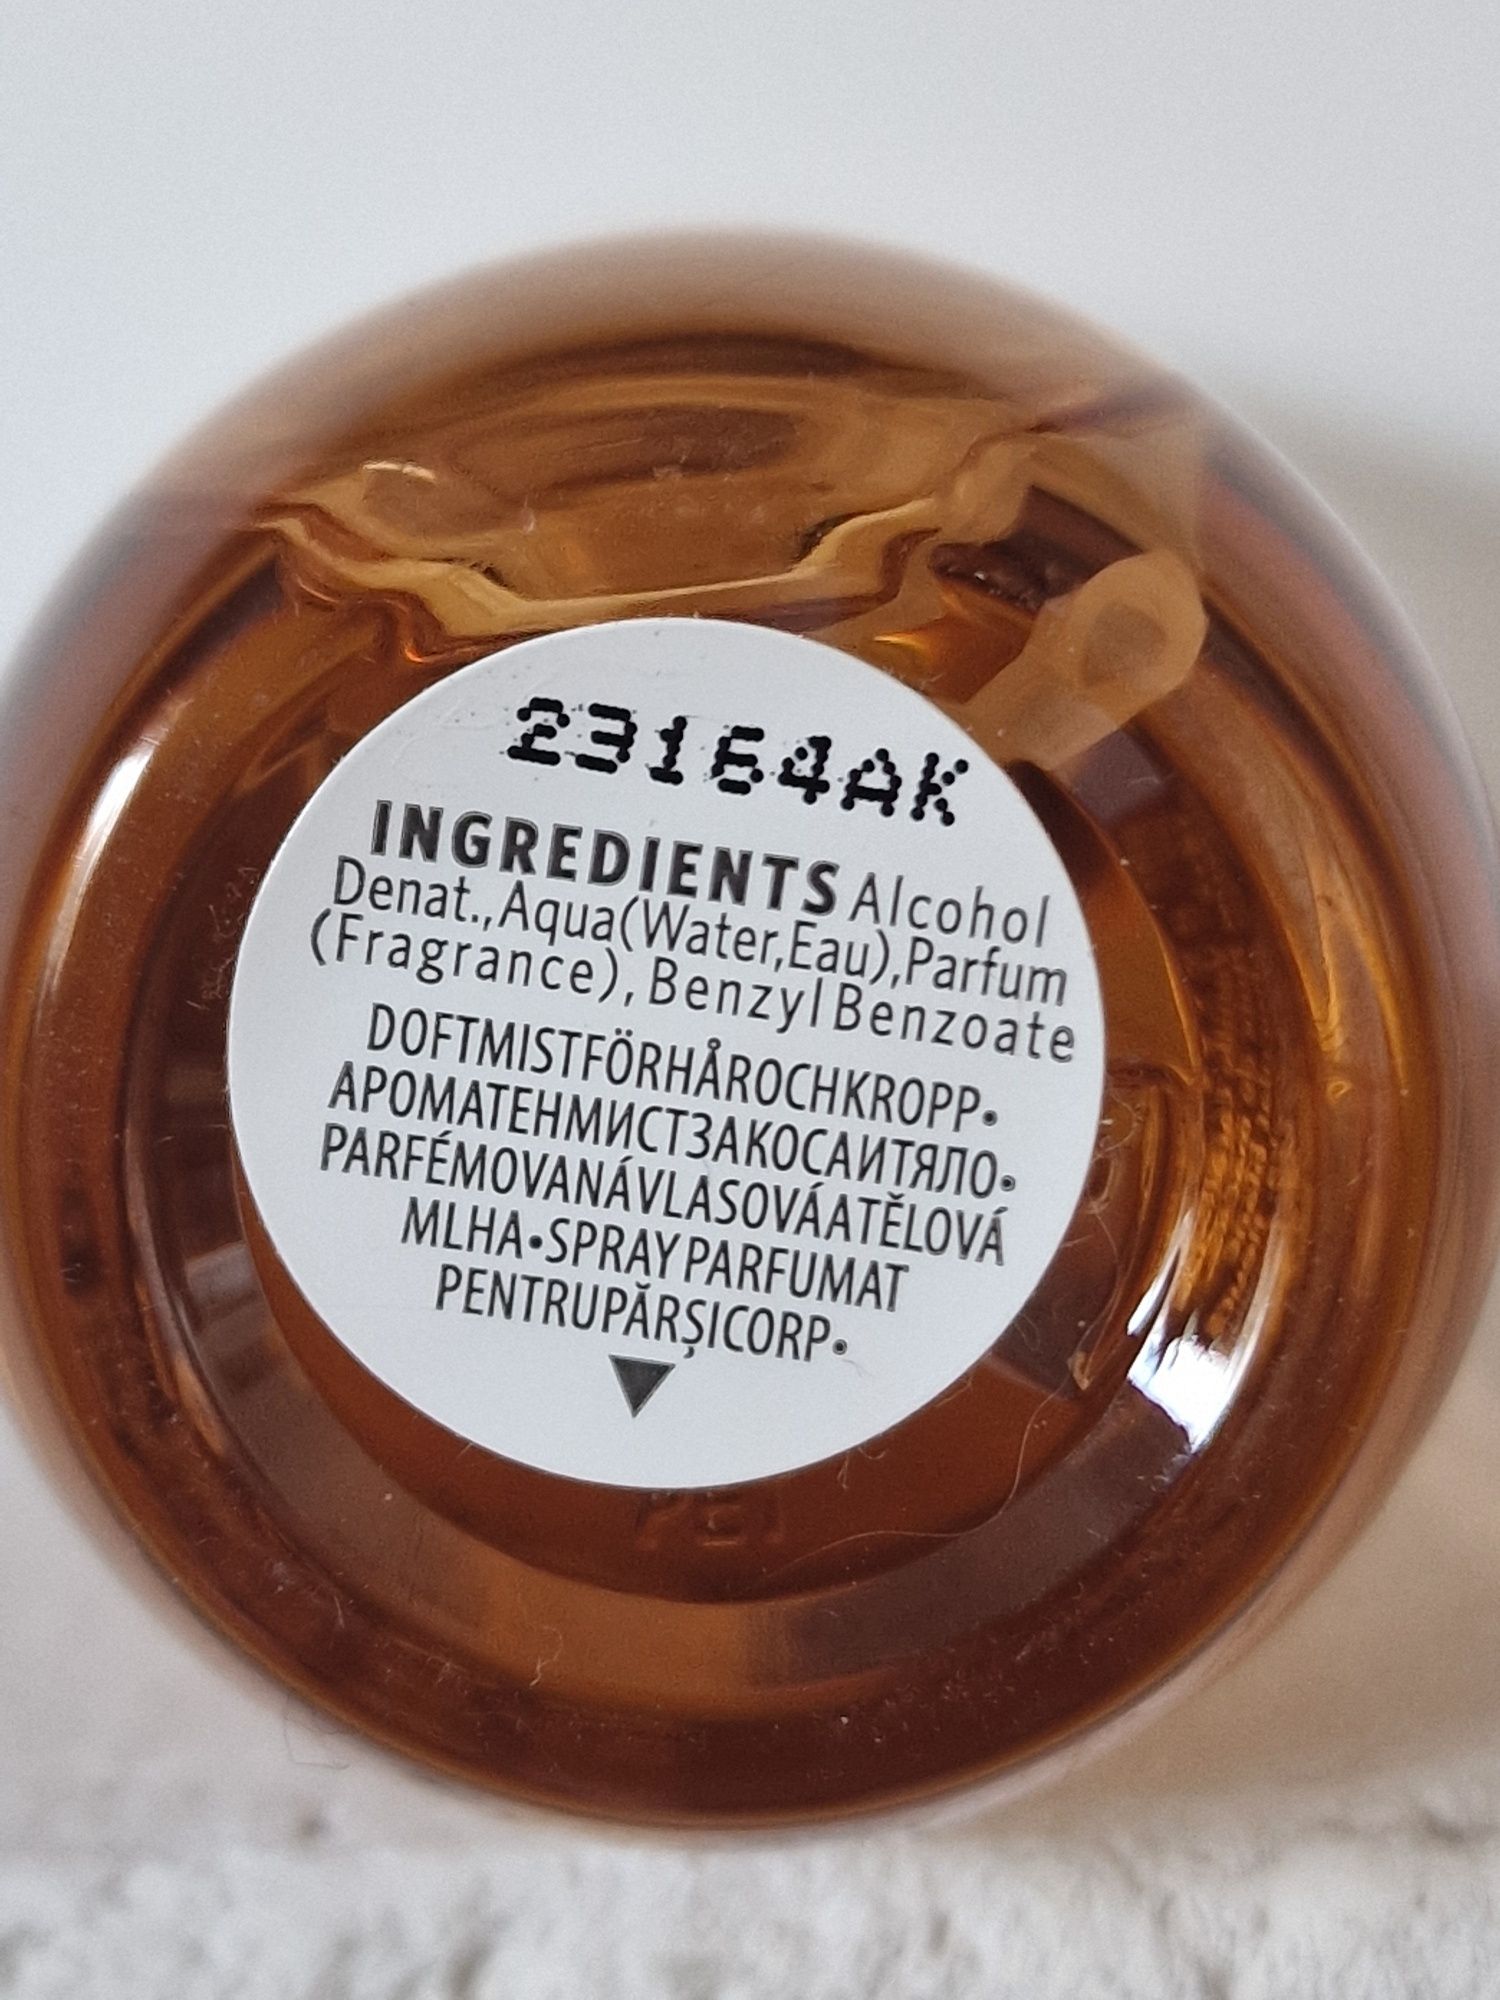 23164AK
INGREDIENTS Alcohol
Denat., Aqua(Water,Eau), Parfum
(Fragrance), Benzyl Benzoate
DOFTMISTFÖRHÅROCHKROPP•
АРОМАТЕНМИСТЗАКОСАИТЯЛО•
PARFÉMOVANÁVLASOVÁATĚLOVÁ
MLHA•SPRAY PARFUMAT
PENTRUPĂRȘICORP•